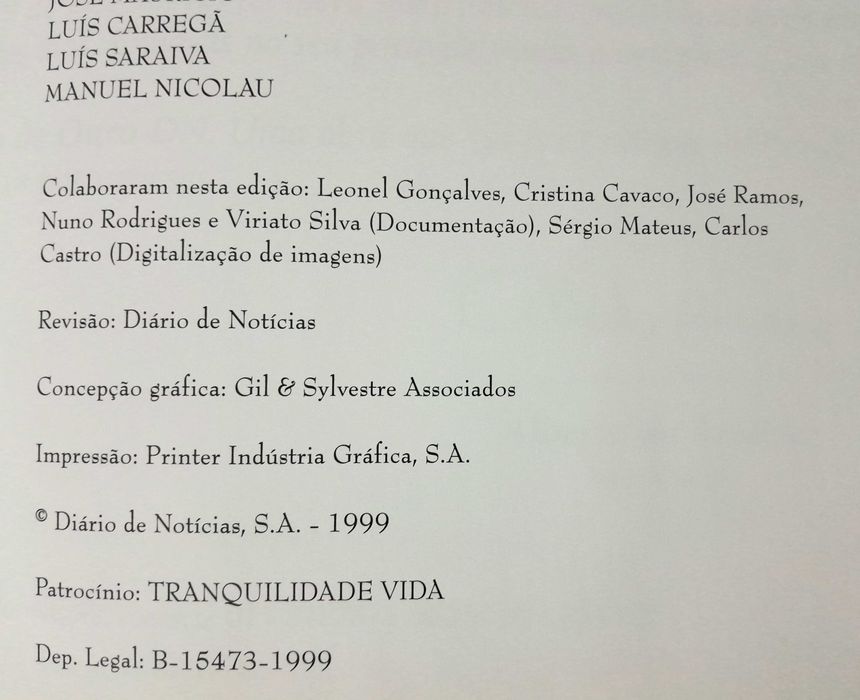 LUÍS CARREGÃ
LUÍS SARAIVA
MANUEL NICOLAU
Colaboraram nesta edição: Leonel Gonçalves, Cristina Cavaco, José Ramos,
Nuno Rodrigues e Viriato Silva (Documentação), Sérgio Mateus, Carlos
Castro (Digitalização de imagens)
Revisão: Diário de Notícias
Concepção gráfica: Gil & Sylvestre Associados
Impressão: Printer Indústria Gráfica, S.A.
© Diário de Notícias, S.A. - 1999
Patrocínio: TRANQUILIDADE VIDA
Dep. Legal: B-15473-1999